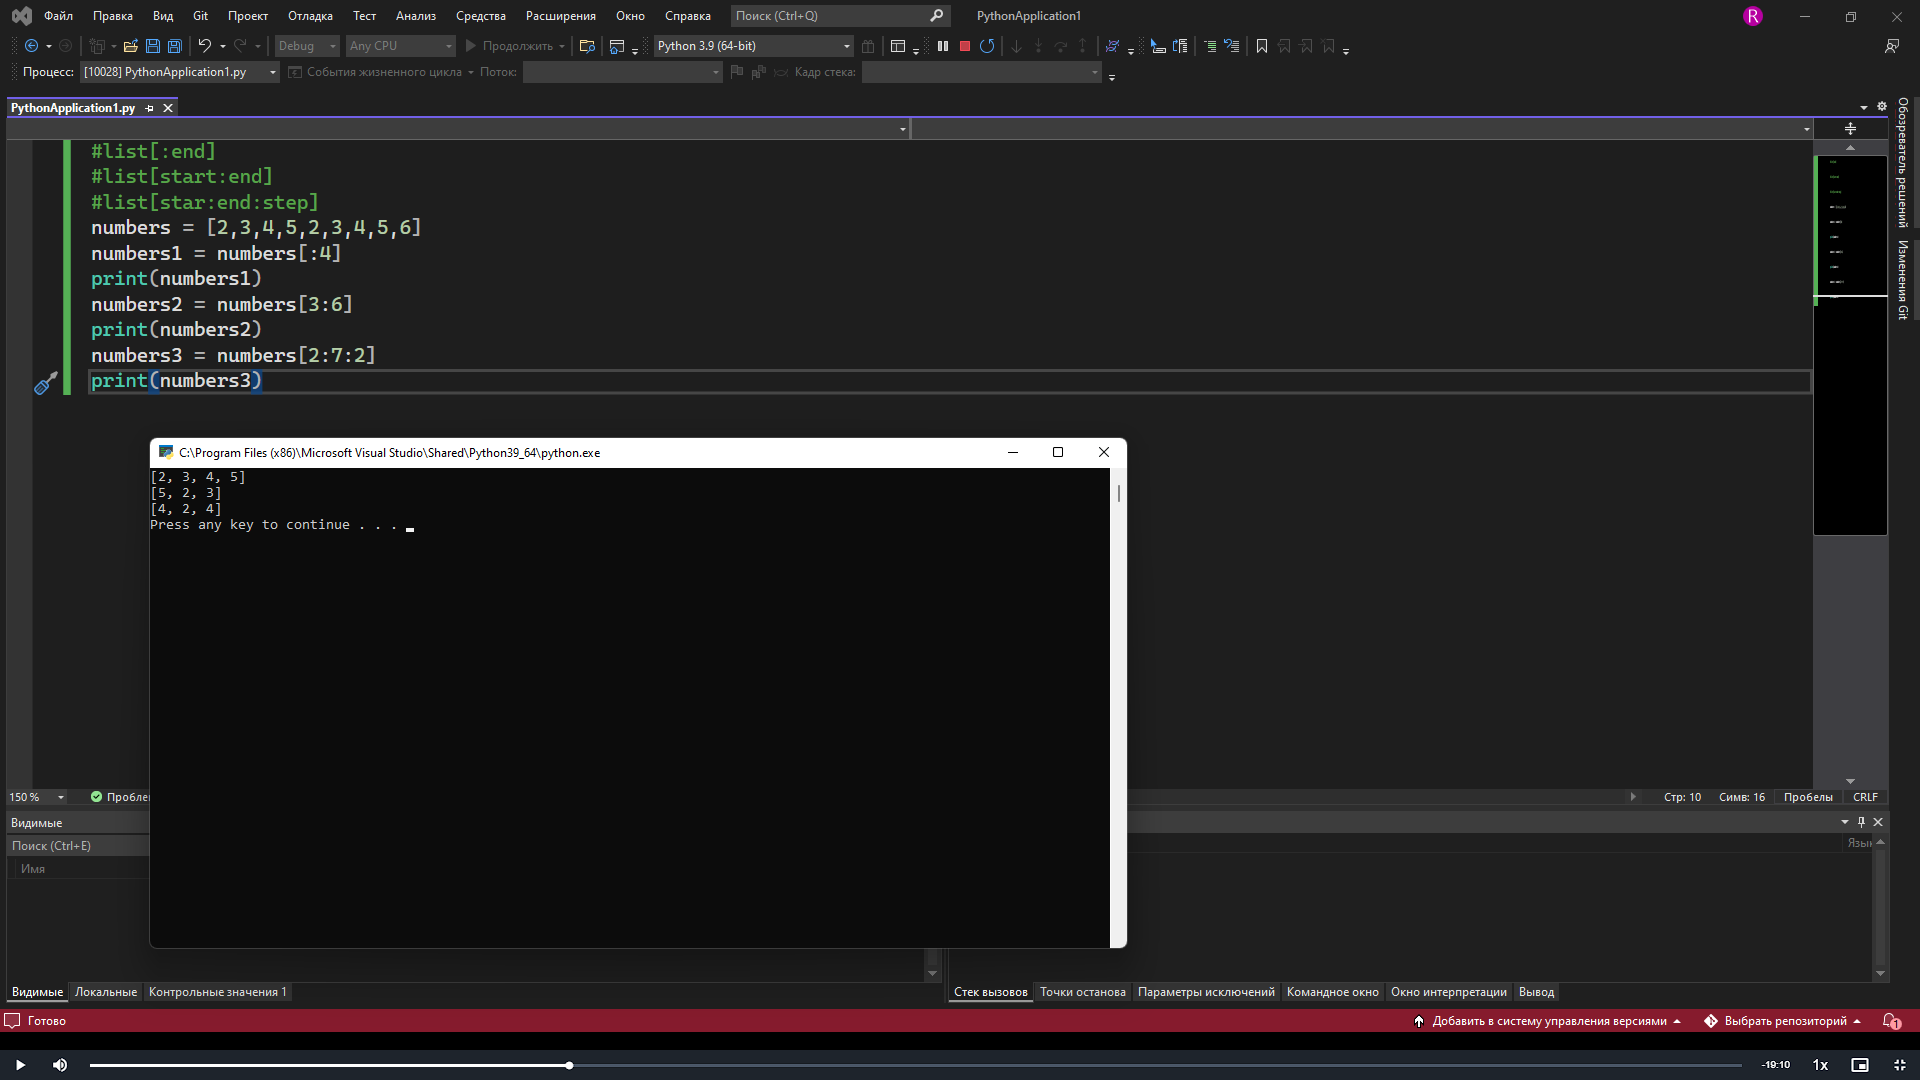 Файл Правка Вид Git Проект Отладка Тест Анализ Средства Расширения Окно Справка Поиск (Ctrl+Q) PythonApplication1 R
Debug Any CPU Продолжить Python 3.9 (64-bit)
Процесс: [10028] PythonApplication1.py События жизненного цикла Поток: Кадр стека:
PythonApplication1.py
#list[:end]
#list[start:end]
#list[star:end:step]
numbers = [2,3,4,5,2,3,4,5,6]
numbers1 = numbers[:4]
print(numbers1)
numbers2 = numbers[3:6]
print(numbers2)
numbers3 = numbers[2:7:2]
print(numbers3)
Обозреватель решений
Изменения Git
C:\Program Files (x86)\Microsoft Visual Studio\Shared\Python39_64\python.exe
[2, 3, 4, 5]
[5, 2, 3]
[4, 2, 4]
Press any key to continue . . .
150 % Пробле Стр: 10 Симв: 16 Пробелы CRLF
Видимые
Поиск (Ctrl+E)
Язык
Имя
Видимые Локальные Контрольные значения 1 Стек вызовов Точки останова Параметры исключений Командное окно Окно интерпретации Вывод
Готово Добавить в систему управления версиями Выбрать репозиторий 1
-19:10 1x